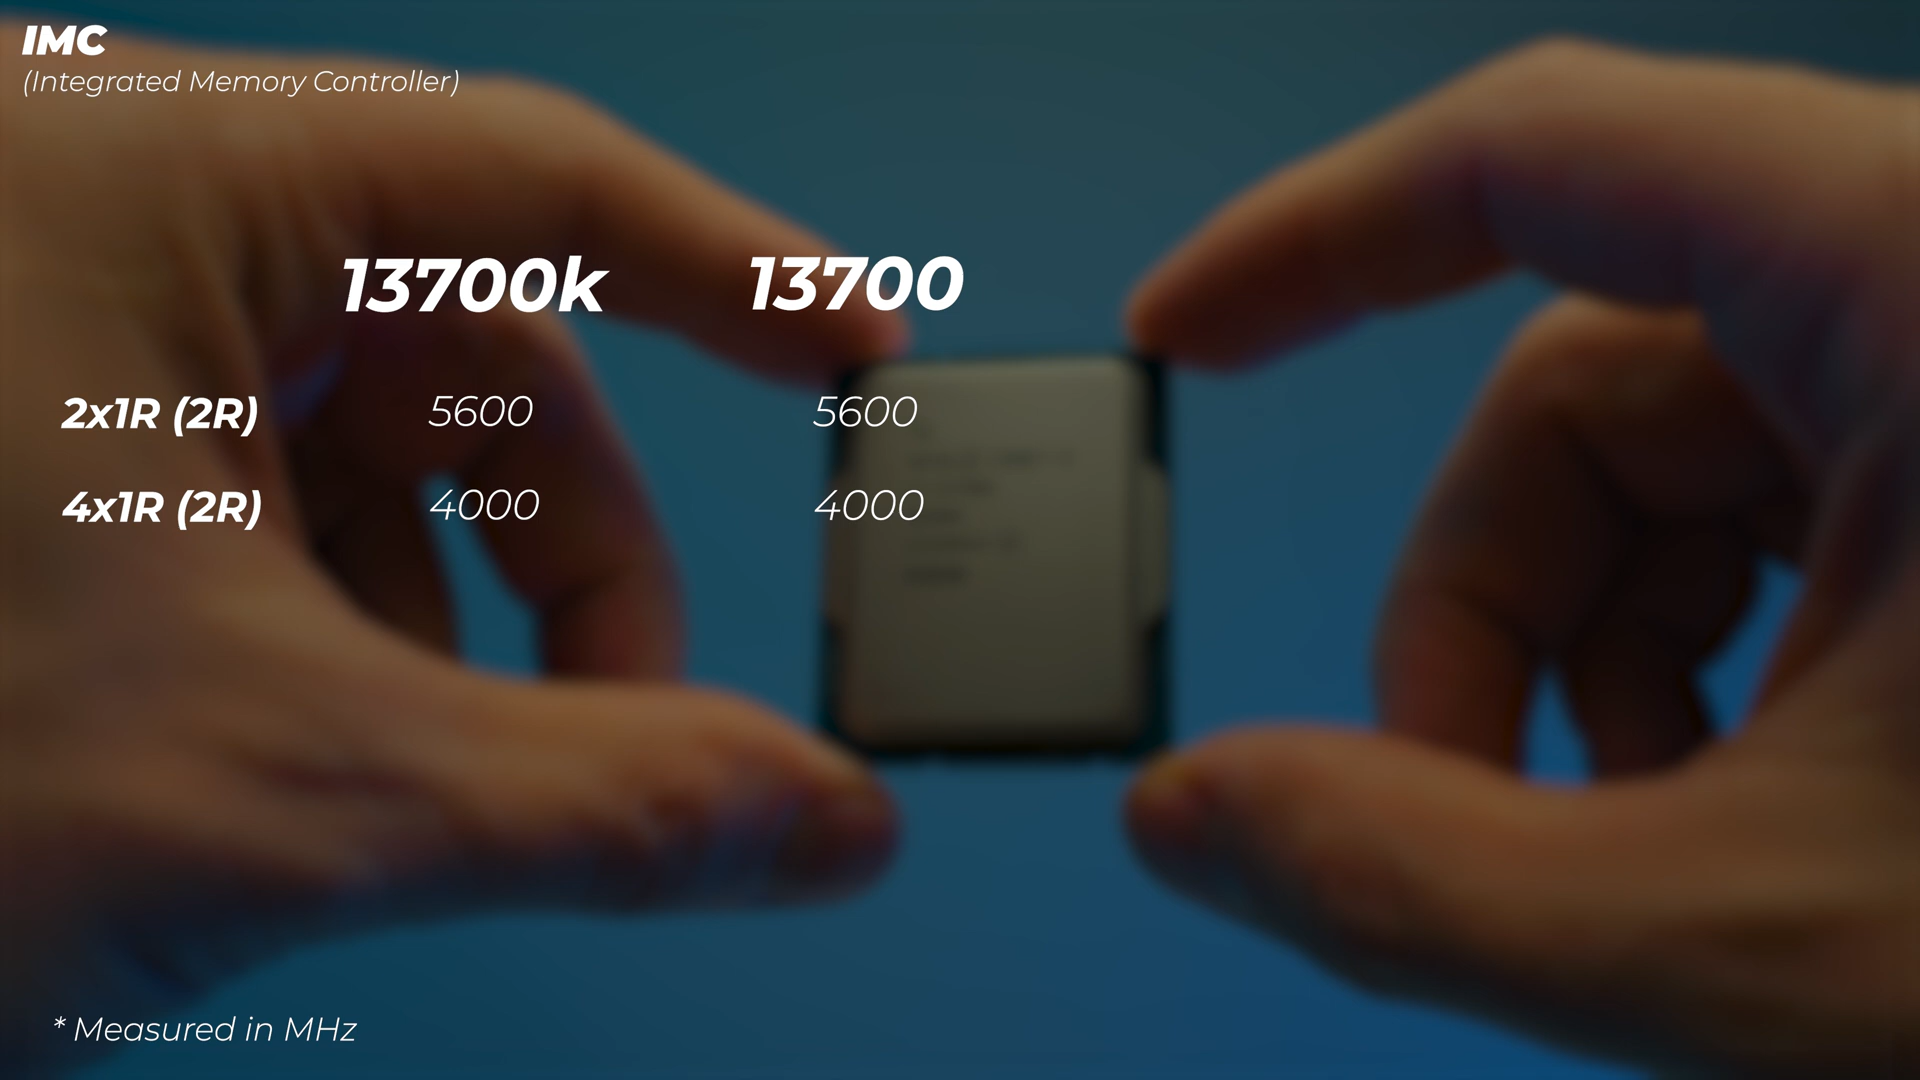 IMC
(Integrated Memory Controller)
13700k 13700
2x1R (2R) 5600 5600
4x1R (2R) 4000 4000
* Measured in MHz